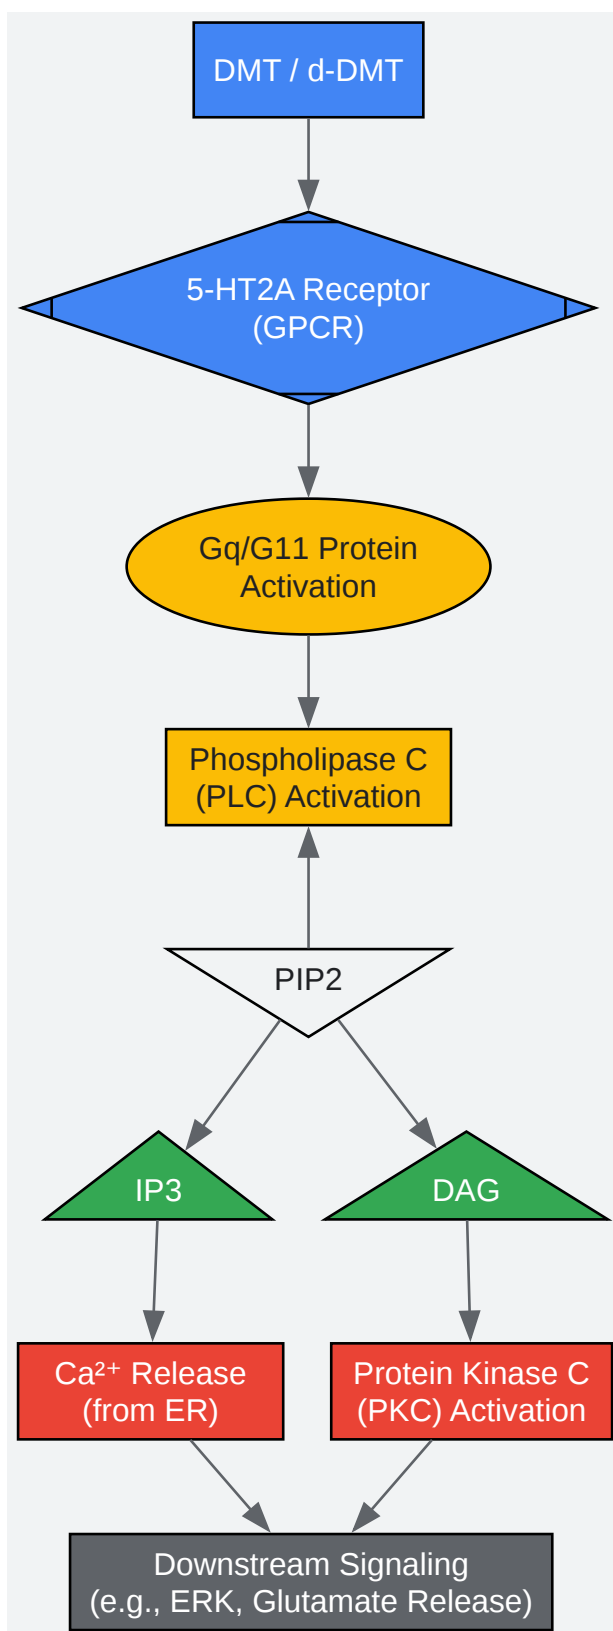 DMT / d-DMT
5-HT2A Receptor
(GPCR)
Gq/G11 Protein
Activation
Phospholipase C
(PLC) Activation
PIP2
IP3
DAG
Ca²⁺ Release
(from ER)
Protein Kinase C
(PKC) Activation
Downstream Signaling
(e.g., ERK, Glutamate Release)